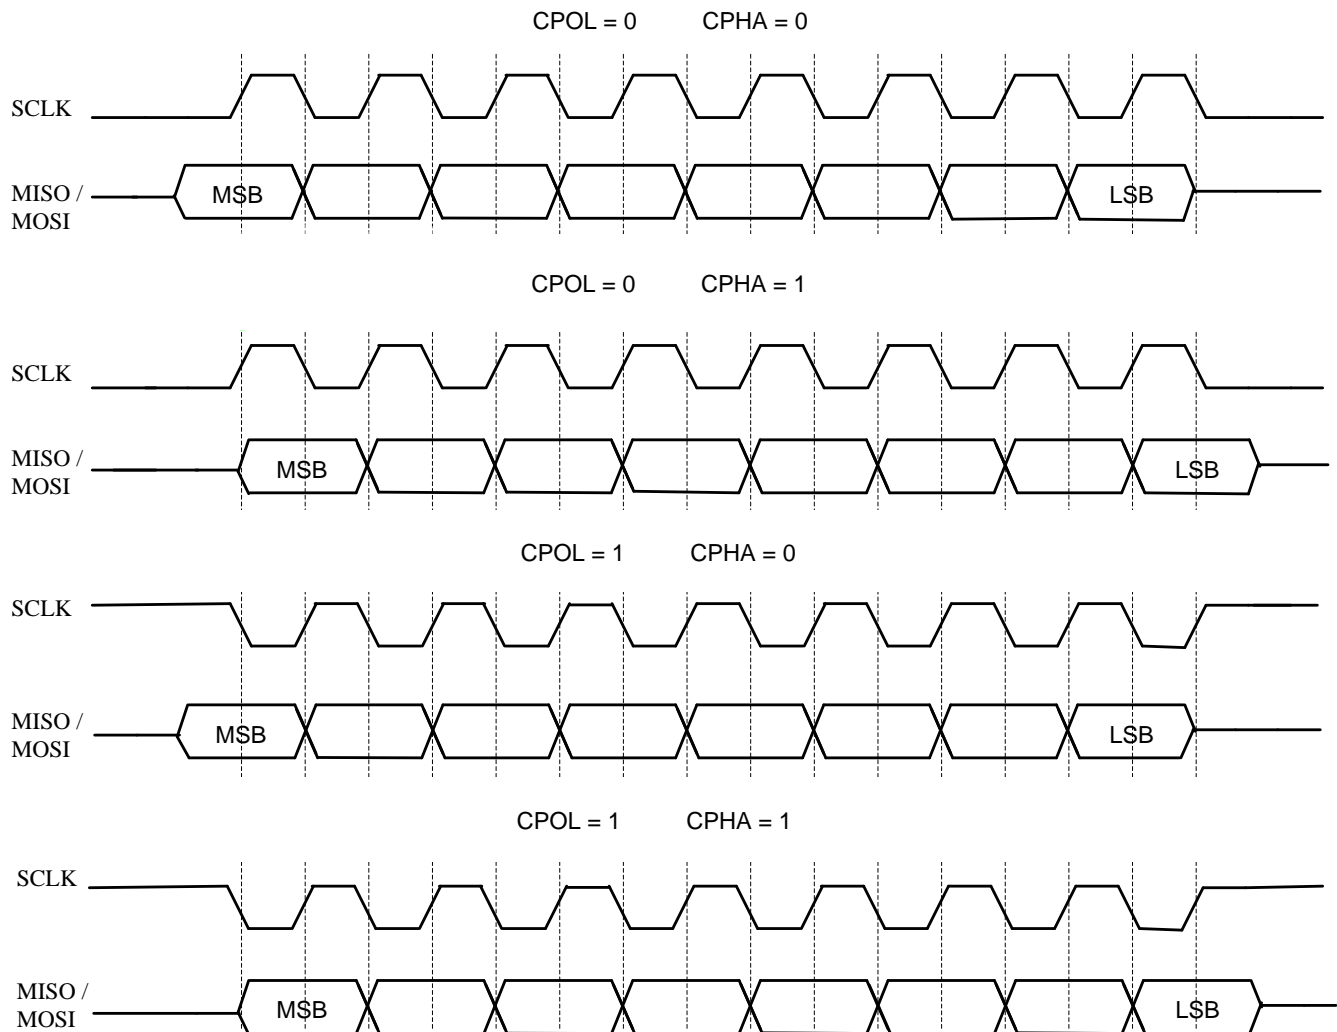 CPOL = 0 CPHA = 0
SCLK
MISO /
MOSI
MSB LSB
CPOL = 0 CPHA = 1
SCLK
MISO /
MOSI
MSB LSB
CPOL = 1 CPHA = 0
SCLK
MISO /
MOSI
MSB LSB
CPOL = 1 CPHA = 1
SCLK
MISO /
MOSI
MSB LSB